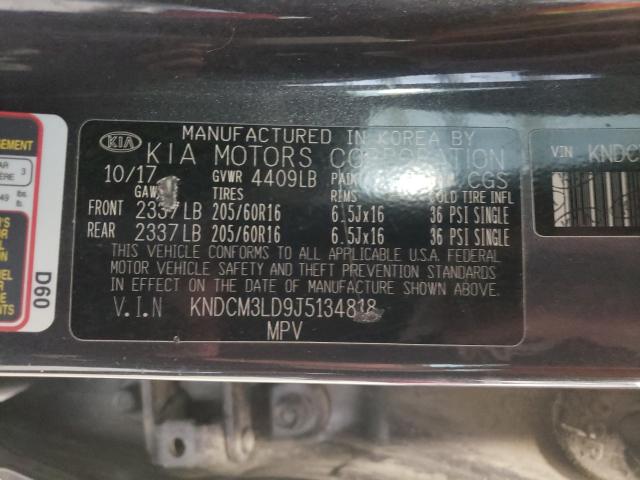 KIA
MANUFACTURED IN KOREA BY
KIA MOTORS CORPORATION
10/17 GVWR 4409LB CGS
TIRES RIMS COLD TIRE INFL
FRONT 2337LB 205/60R16 6.5Jx16 36 PSI SINGLE
REAR 2337LB 205/60R16 6.5Jx16 36 PSI SINGLE
THIS VEHICLE CONFORMS TO ALL APPLICABLE U.S.A. FEDERAL
MOTOR VEHICLE SAFETY AND THEFT PREVENTION STANDARDS
IN EFFECT ON THE DATE OF MANUFACTURE SHOWN ABOVE.
V.I.N KNDCM3LD9J5134818
MPV
VIN KNDC
D60